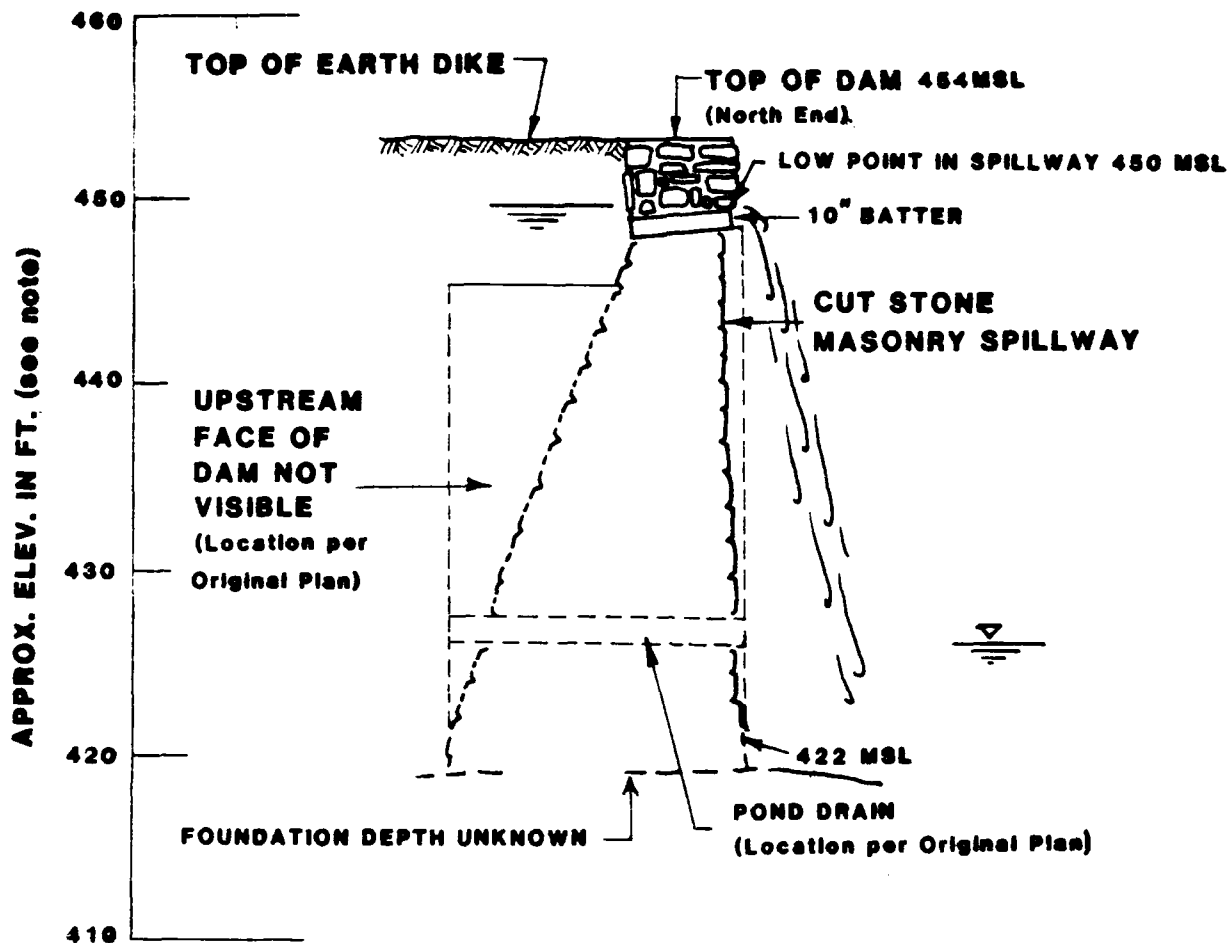 460
TOP OF EARTH DIKE
TOP OF DAM 454MSL
(North End).
LOW POINT IN SPILLWAY 450 MSL
450
10" BATTER
CUT STONE
MASONRY SPILLWAY
440
UPSTREAM
FACE OF
DAM NOT
VISIBLE
(Location per
Original Plan)
APPROX. ELEV. IN FT. (see note)
430
420
422 MSL
FOUNDATION DEPTH UNKNOWN
POND DRAIN
(Location per Original Plan)
410